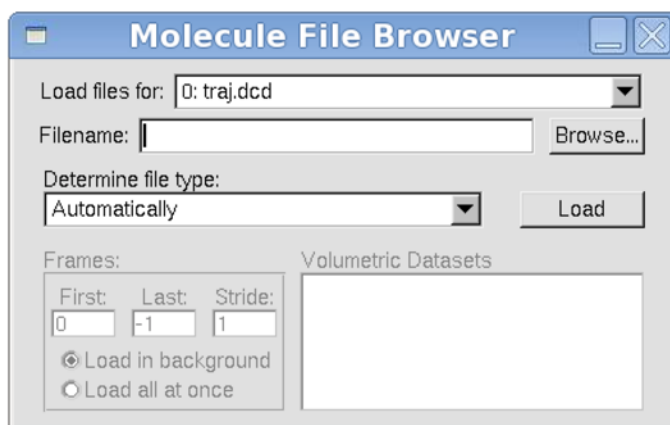 Molecule File Browser
Load files for: 0: traj.dcd
Filename: Browse...
Determine file type:
Automatically Load
Frames: Volumetric Datasets
First: Last: Stride:
0 -1 1
Load in background
Load all at once